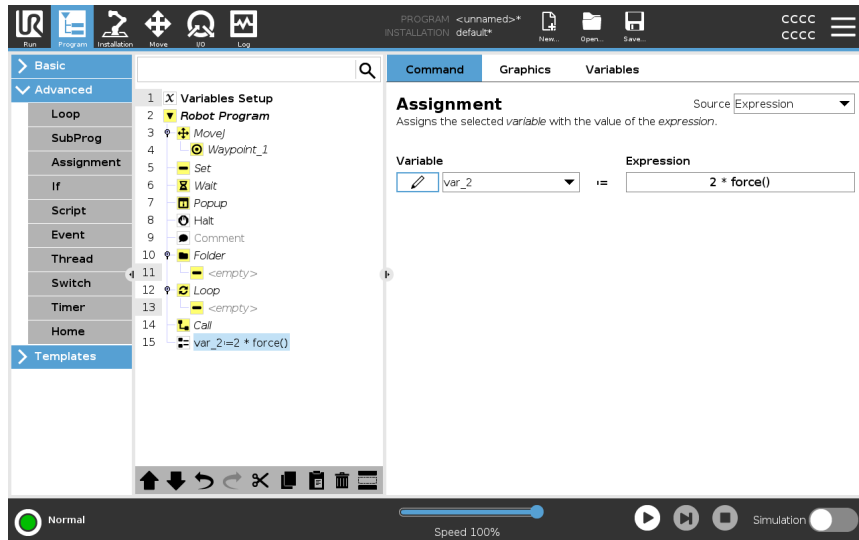 PROGRAM <unnamed>*
INSTALLATION default*
CCCC
CCCC
Run Program Installation Move I/O Log New... Open... Save...
Basic
Advanced
Loop
SubProg
Assignment
If
Script
Event
Thread
Switch
Timer
Home
Templates
1 X Variables Setup
2 Robot Program
3 MoveJ
4 Waypoint_1
5 Set
6 Wait
7 Popup
8 Halt
9 Comment
10 Folder
11 <empty>
12 Loop
13 <empty>
14 Call
15 var_2≔2 * force()
Command Graphics Variables
Assignment
Source Expression
Assigns the selected variable with the value of the expression.
Variable Expression
var_2 ≔ 2 * force()
Normal
Speed 100%
Simulation